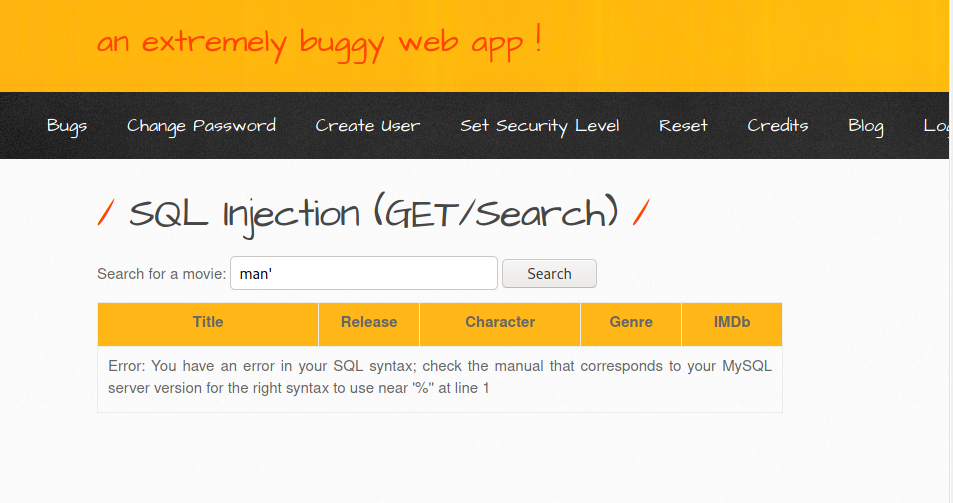 an extremely buggy web app !
Bugs Change Password Create User Set Security Level Reset Credits Blog
/ SQL Injection (GET/Search) /
Search for a movie: man' Search
Title Release Character Genre IMDb
Error: You have an error in your SQL syntax; check the manual that corresponds to your MySQL
server version for the right syntax to use near '%'' at line 1